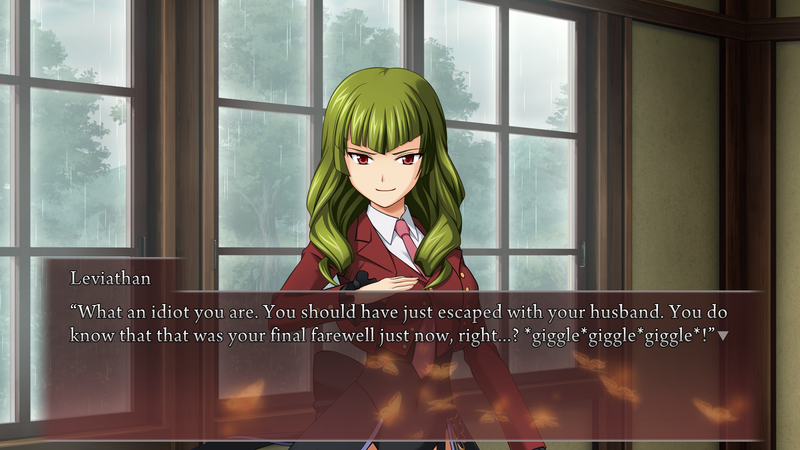 Leviathan
“What an idiot you are. You should have just escaped with your husband. You do
know that that was your final farewell just now, right...? *giggle*giggle*giggle*!”